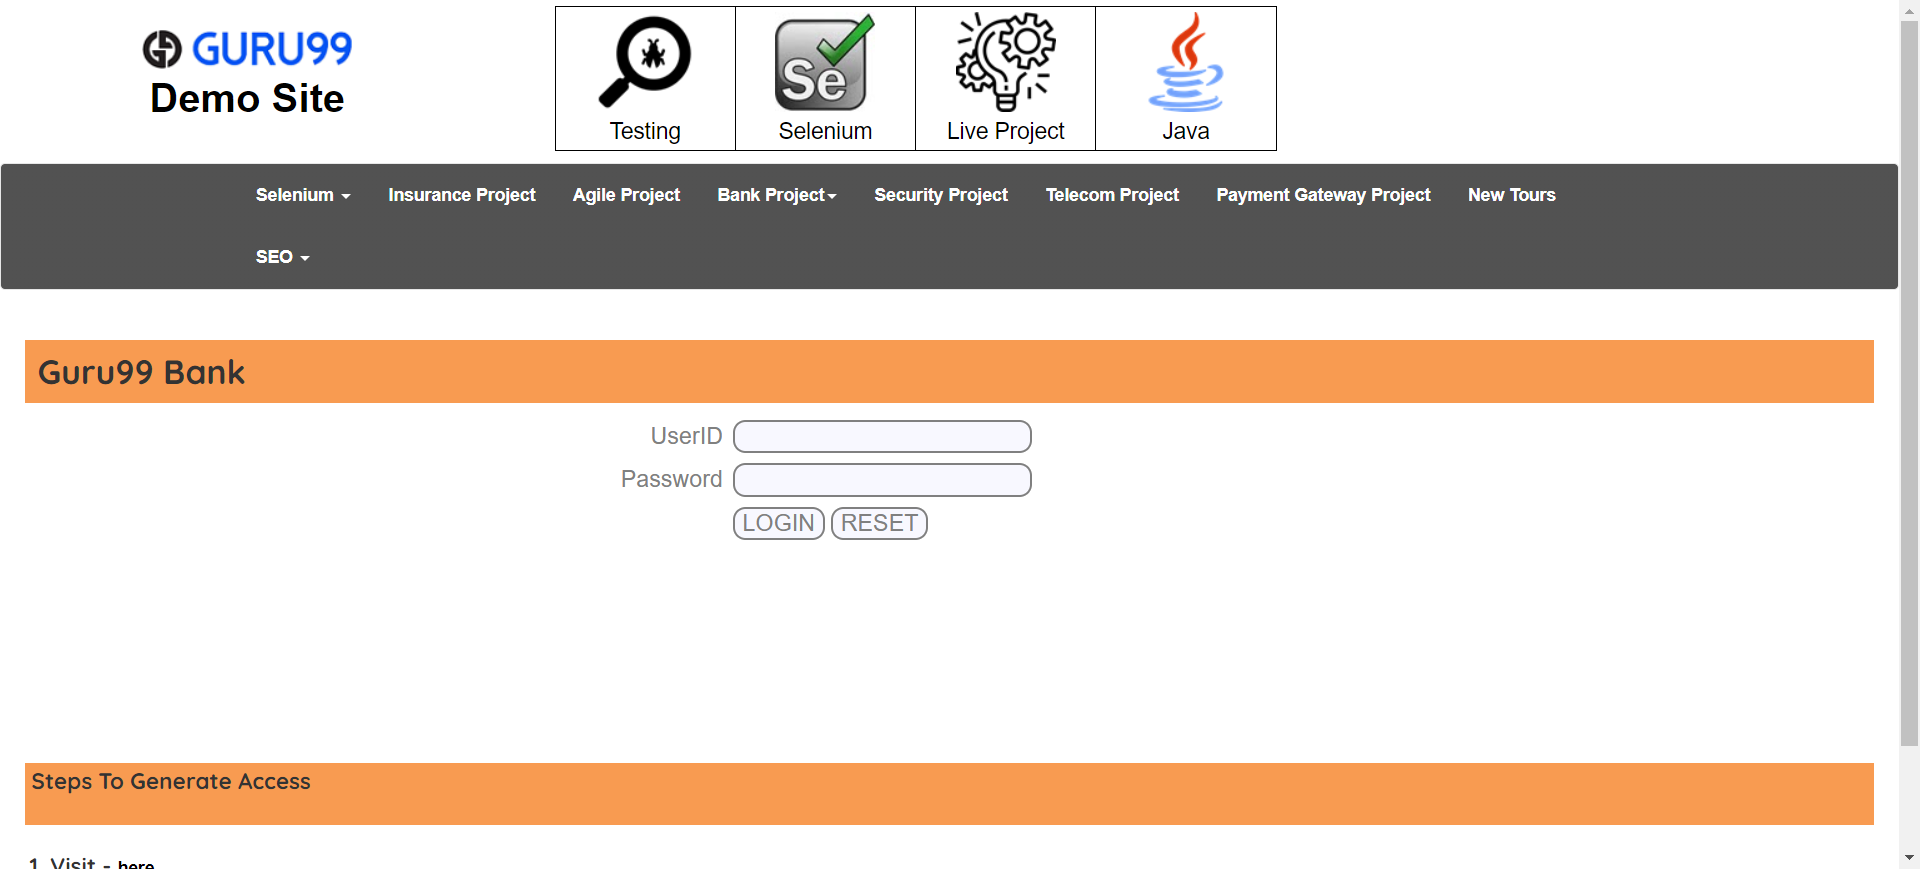 GURU99
Demo Site
Se
Testing
Selenium
Live Project
Java
Selenium
Insurance Project
Agile Project
Bank Project
Security Project
Telecom Project
Payment Gateway Project
New Tours
SEO
Guru99 Bank
UserID
Password
LOGIN RESET
Steps To Generate Access
1. Visit - here